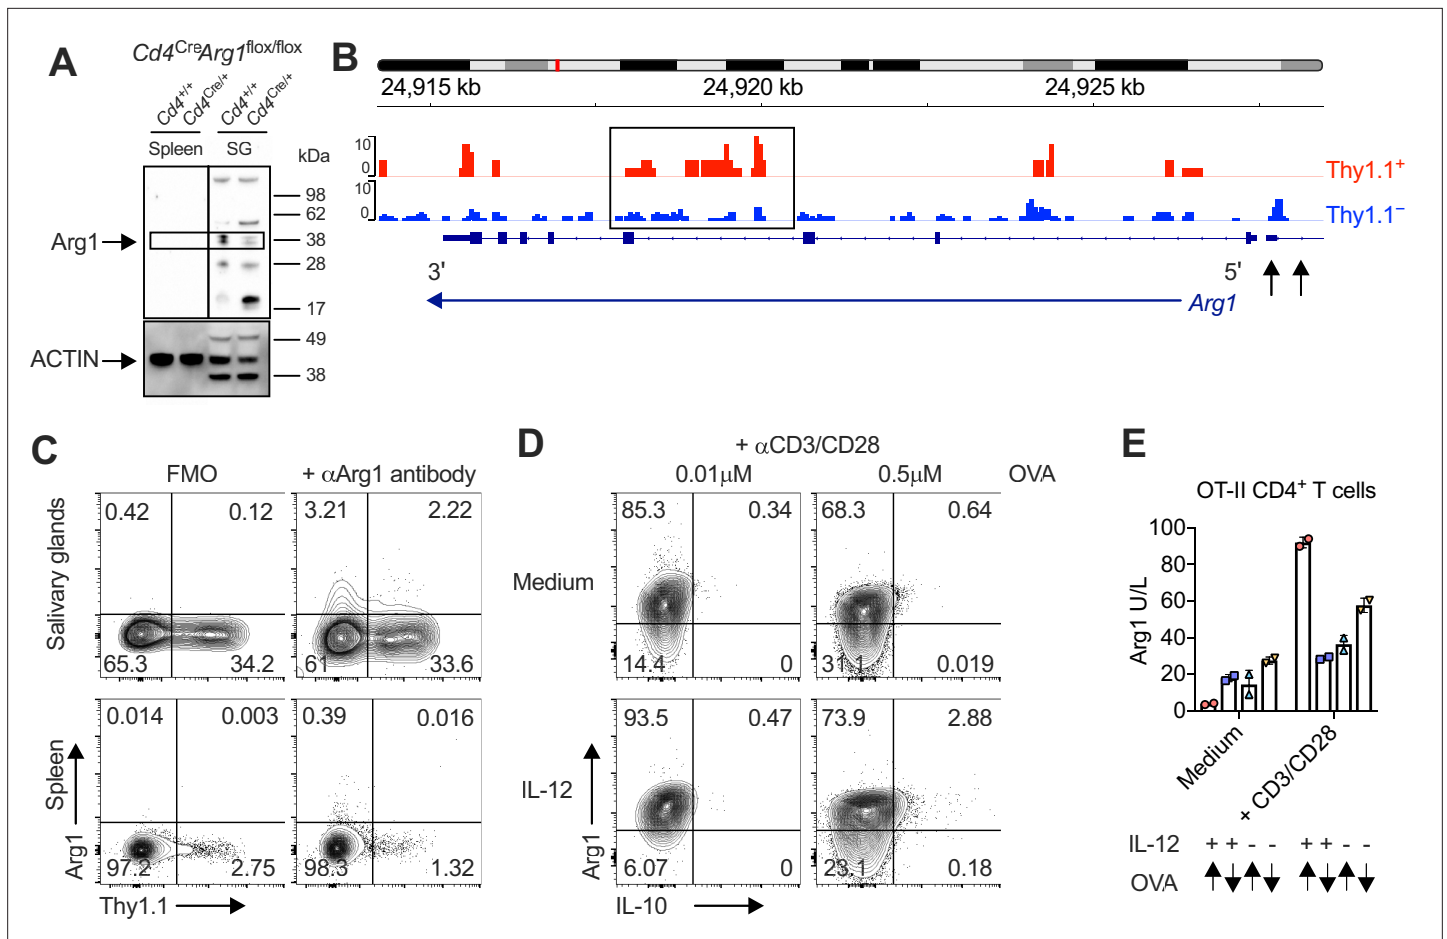 A
Cd4CreArg1flox/flox
Cd4+/+
Cd4Cre/+
Cd4+/+
Cd4Cre/+
Spleen SG kDa
98
62
Arg1 38
28
17
49
ACTIN
38
B
24,915 kb 24,920 kb 24,925 kb
10
0
Thy1.1+
10
0
Thy1.1–
3' 5'
Arg1
C
FMO + αArg1 antibody
Salivary glands
0.42 0.12 3.21 2.22
65.3 34.2 61 33.6
Spleen
0.014 0.003 0.39 0.016
97.2 2.75 98.3 1.32
Arg1
Thy1.1
D
+ αCD3/CD28
0.01μM 0.5μM OVA
Medium
85.3 0.34 68.3 0.64
14.4 0 31.1 0.019
IL-12
93.5 0.47 73.9 2.88
6.07 0 23.1 0.18
Arg1
IL-10
E
OT-II CD4+ T cells
Arg1 U/L
100
80
60
40
20
0
Medium
+ CD3/CD28
IL-12 + + - - + + - -
OVA